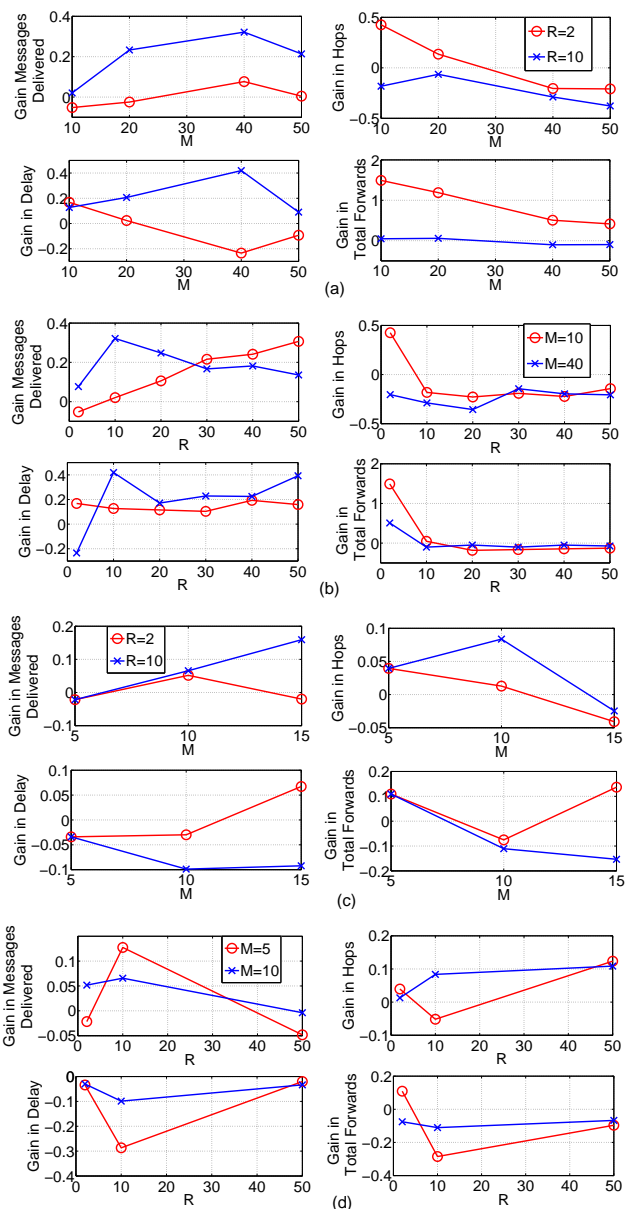 Gain Messages
Delivered
0.4
0.2
0
10
20
30
40
50
M
Gain in Hops
0.5
0
−0.5
10
20
30
40
50
M
R=2
R=10
Gain in Delay
0.4
0.2
0
−0.2
10
20
30
40
50
M
Gain in
Total Forwards
2
1
0
10
20
30
40
50
M
(a)
Gain Messages
Delivered
0.4
0.2
0
0
10
20
30
40
50
R
Gain in Hops
0.5
0
−0.5
0
10
20
30
40
50
R
M=10
M=40
Gain in Delay
0.4
0.2
0
−0.2
0
10
20
30
40
50
R
Gain in
Total Forwards
2
1
0
0
10
20
30
40
50
R
(b)
Gain in Messages
Delivered
0.2
0.1
0
−0.1
5
10
15
M
R=2
R=10
Gain in Hops
0.1
0.05
0
−0.05
5
10
15
M
Gain in Delay
0.1
0.05
0
−0.05
−0.1
5
10
15
M
Gain in
Total Forwards
0.2
0.1
0
−0.1
−0.2
5
10
15
M
(c)
Gain in Messages
Delivered
0.1
0.05
0
−0.05
0
10
20
30
40
50
R
M=5
M=10
Gain in Hops
0.2
0.1
0
−0.1
0
10
20
30
40
50
R
Gain in Delay
0
−0.1
−0.2
−0.3
−0.4
0
10
20
30
40
50
R
Gain in
Total Forwards
0.2
0
−0.2
−0.4
0
10
20
30
40
50
R
(d)